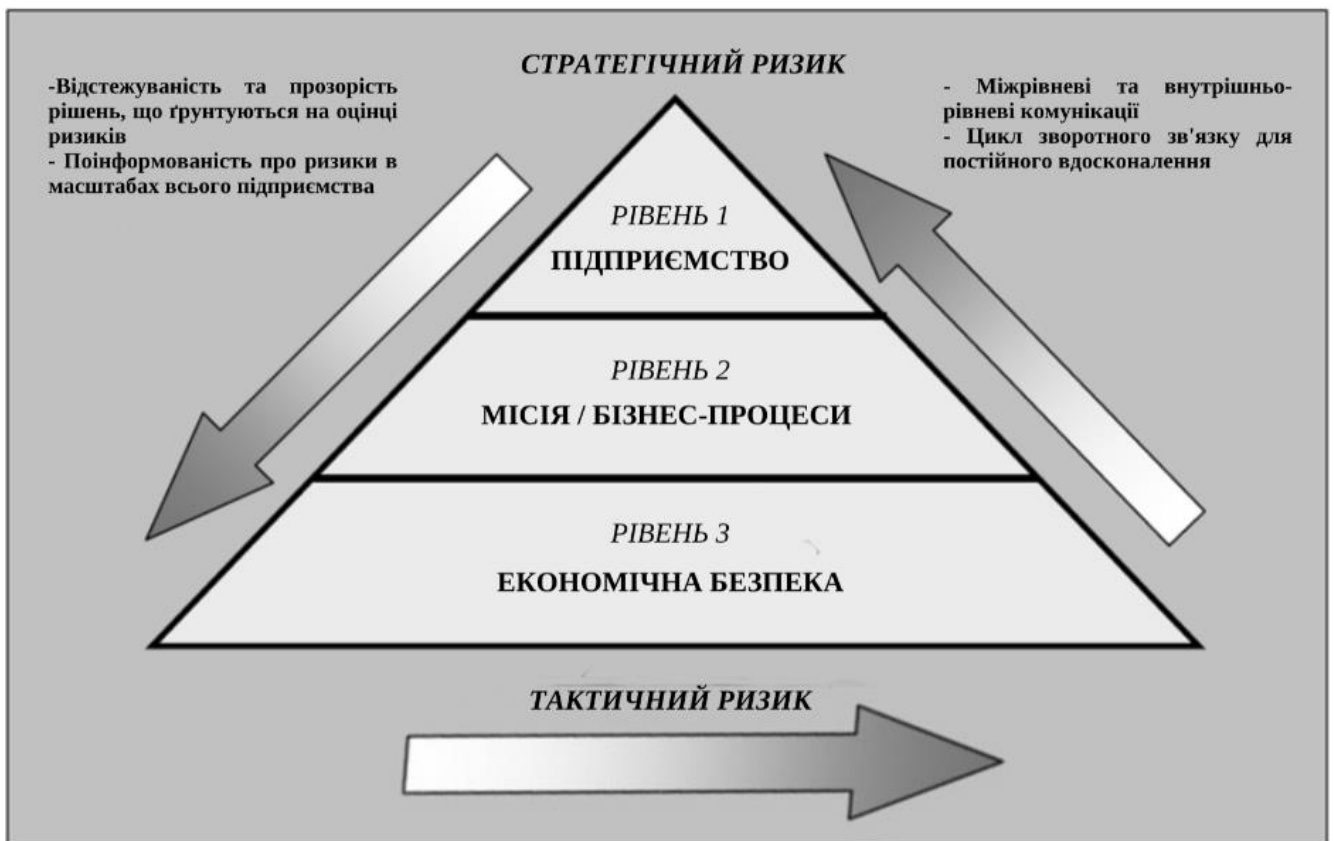 СТРАТЕГІЧНИЙ РИЗИК
-Відстежуваність та прозорість
рішень, що ґрунтуються на оцінці
ризиків
- Поінформованість про ризики в
масштабах всього підприємства
- Міжрівневі та внутрішньо-
рівневі комунікації
- Цикл зворотного зв'язку для
постійного вдосконалення
РІВЕНЬ 1
ПІДПРИЄМСТВО
РІВЕНЬ 2
МІСІЯ / БІЗНЕС-ПРОЦЕСИ
РІВЕНЬ 3
ЕКОНОМІЧНА БЕЗПЕКА
ТАКТИЧНИЙ РИЗИК